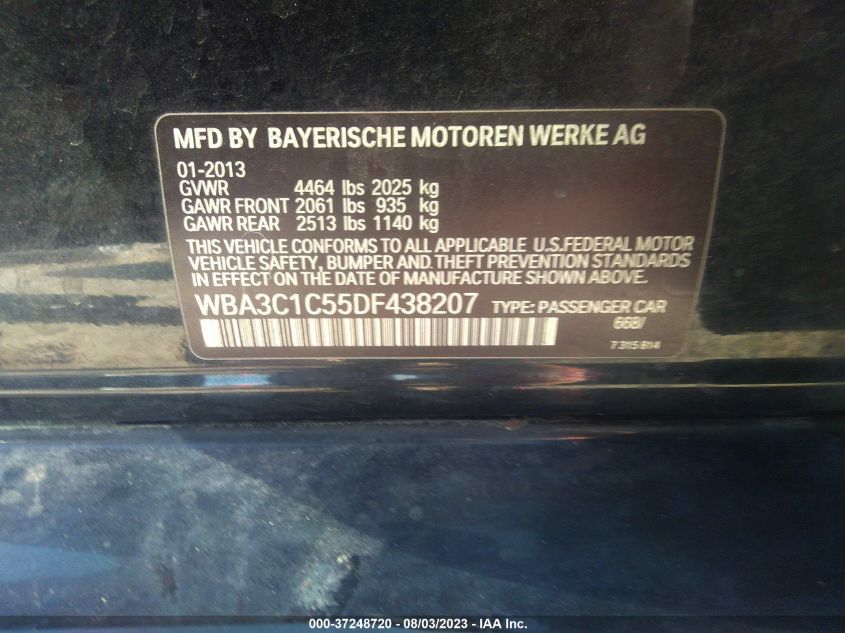 MFD BY BAYERISCHE MOTOREN WERKE AG
01-2013
GVWR 4464 lbs 2025 kg
GAWR FRONT 2061 lbs 935 kg
GAWR REAR 2513 lbs 1140 kg
THIS VEHICLE CONFORMS TO ALL APPLICABLE U.S.FEDERAL MOTOR
VEHICLE SAFETY, BUMPER AND THEFT PREVENTION STANDARDS
IN EFFECT ON THE DATE OF MANUFACTURE SHOWN ABOVE.
WBA3C1C55DF438207 TYPE: PASSENGER CAR
668/
7 315 814
000-37248720 - 08/03/2023 - IAA Inc.